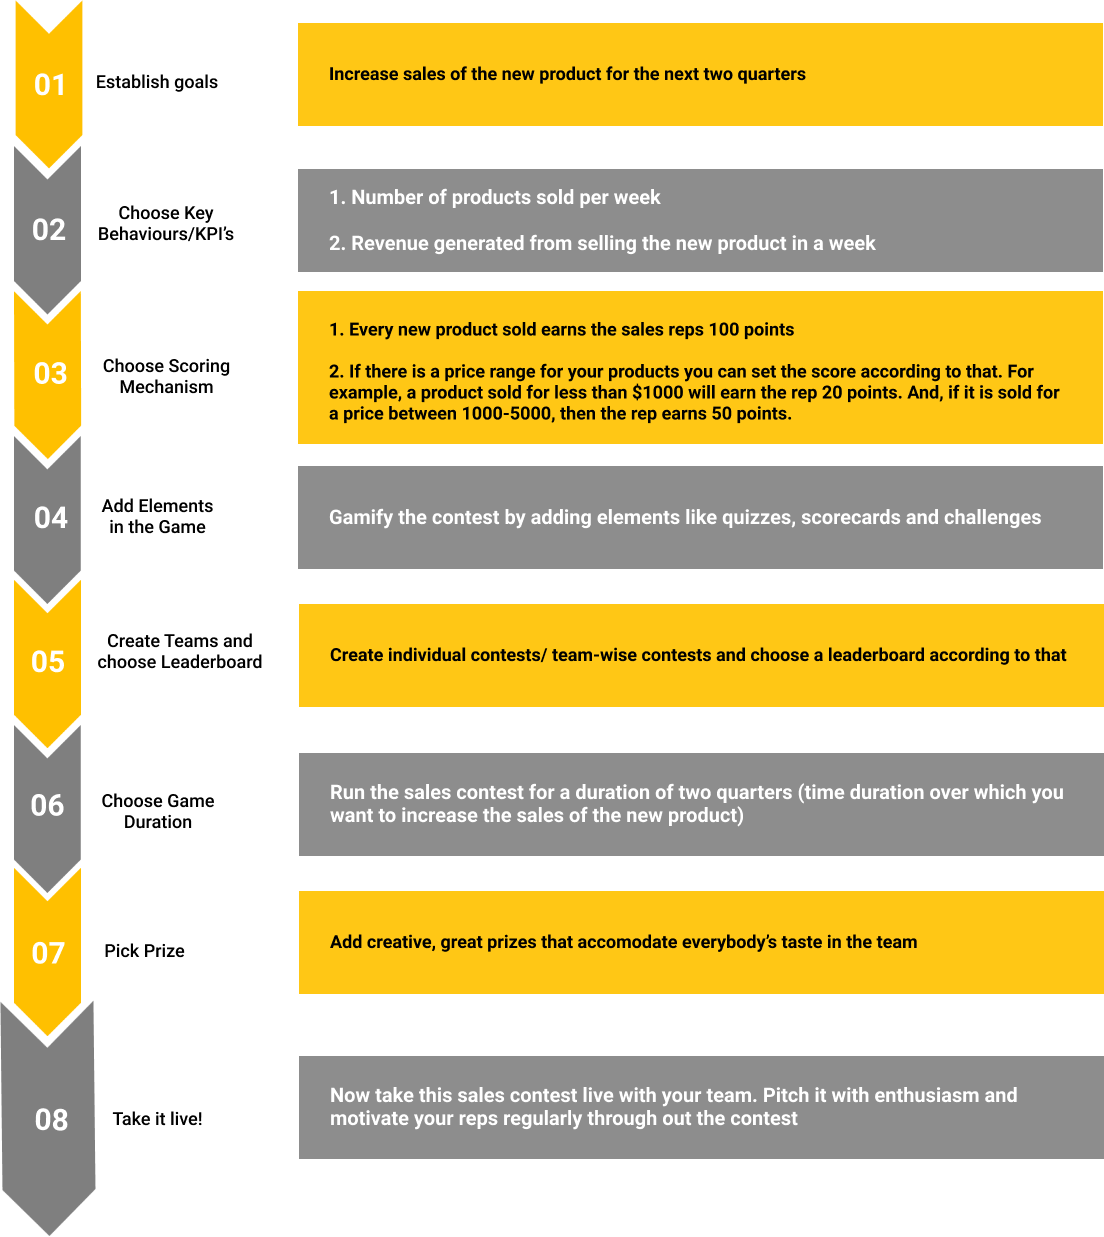 01
Establish goals
Increase sales of the new product for the next two quarters
02
Choose Key
Behaviours/KPI’s
1. Number of products sold per week
2. Revenue generated from selling the new product in a week
03
Choose Scoring
Mechanism
1. Every new product sold earns the sales reps 100 points
2. If there is a price range for your products you can set the score according to that. For
example, a product sold for less than $1000 will earn the rep 20 points. And, if it is sold for
a price between 1000-5000, then the rep earns 50 points.
04
Add Elements
in the Game
Gamify the contest by adding elements like quizzes, scorecards and challenges
05
Create Teams and
choose Leaderboard
Create individual contests/ team-wise contests and choose a leaderboard according to that
06
Choose Game
Duration
Run the sales contest for a duration of two quarters (time duration over which you
want to increase the sales of the new product)
07
Pick Prize
Add creative, great prizes that accomodate everybody’s taste in the team
08
Take it live!
Now take this sales contest live with your team. Pitch it with enthusiasm and
motivate your reps regularly through out the contest